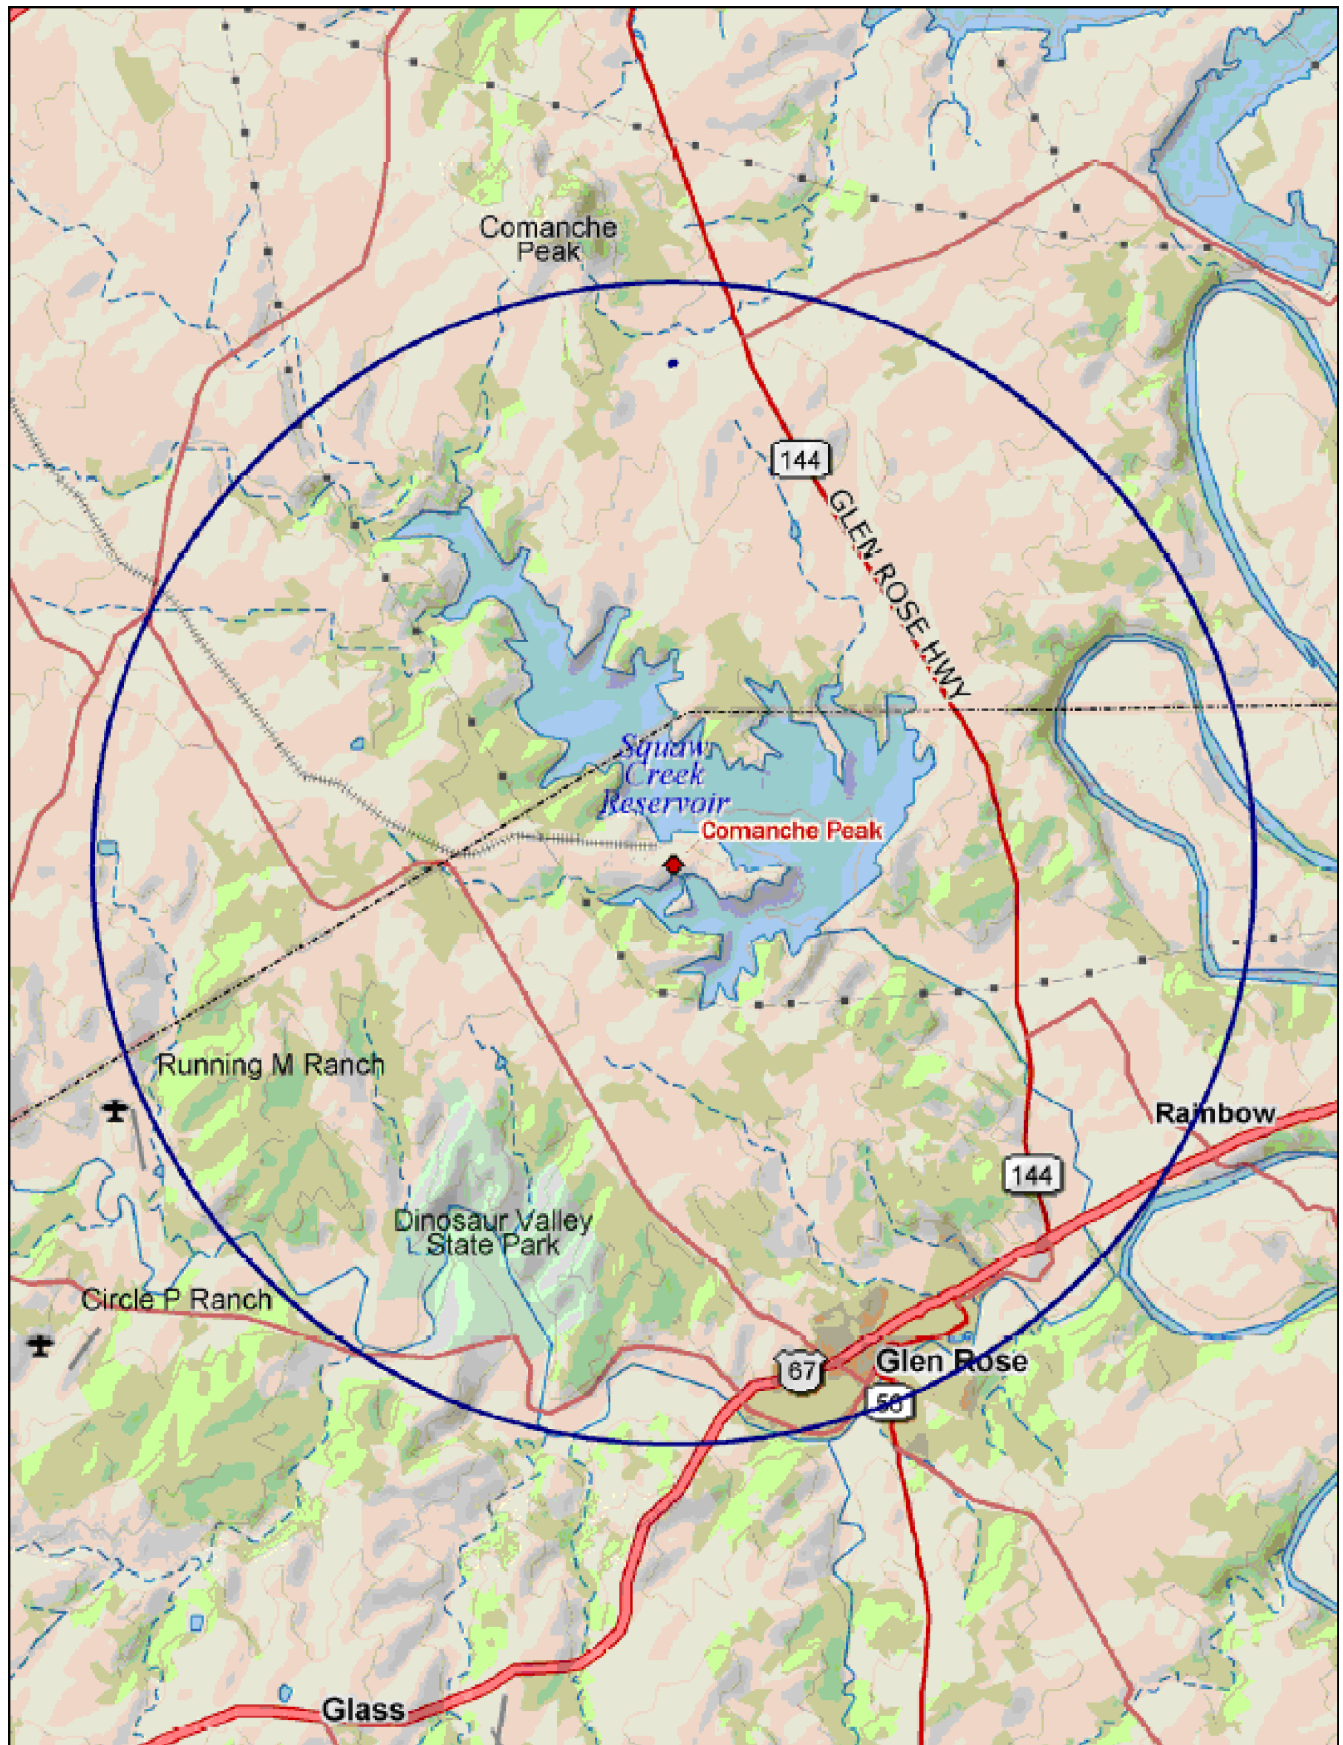 Comanche
Peak
144
GLEN ROSE HWY
Squaw
Creek
Reservoir
Comanche Peak
Running M Ranch
Rainbow
144
Dinosaur Valley
State Park
Circle P Ranch
67
Glen Rose
56
Glass